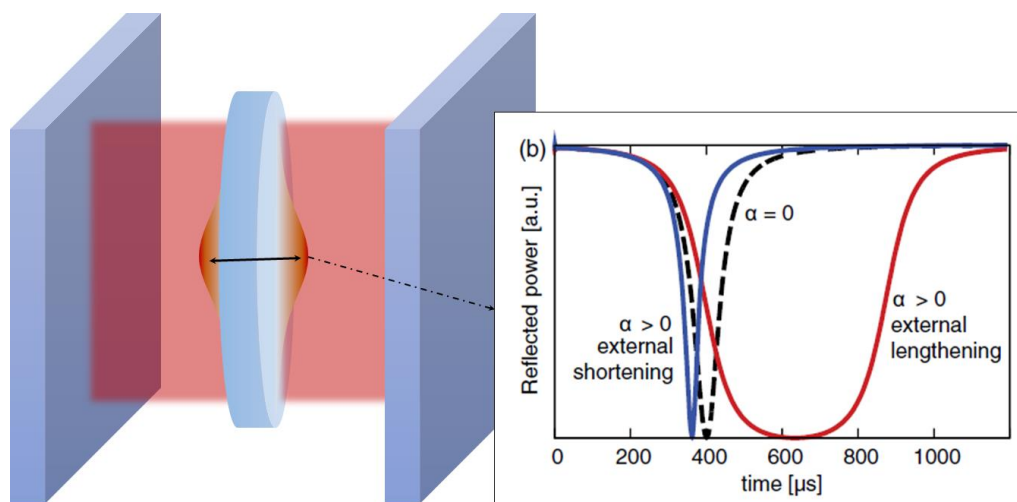 (b)
Reflected power [a.u.]
α = 0
α > 0
external
shortening
α > 0
external
lengthening
0 200 400 600 800 1000
time [µs]